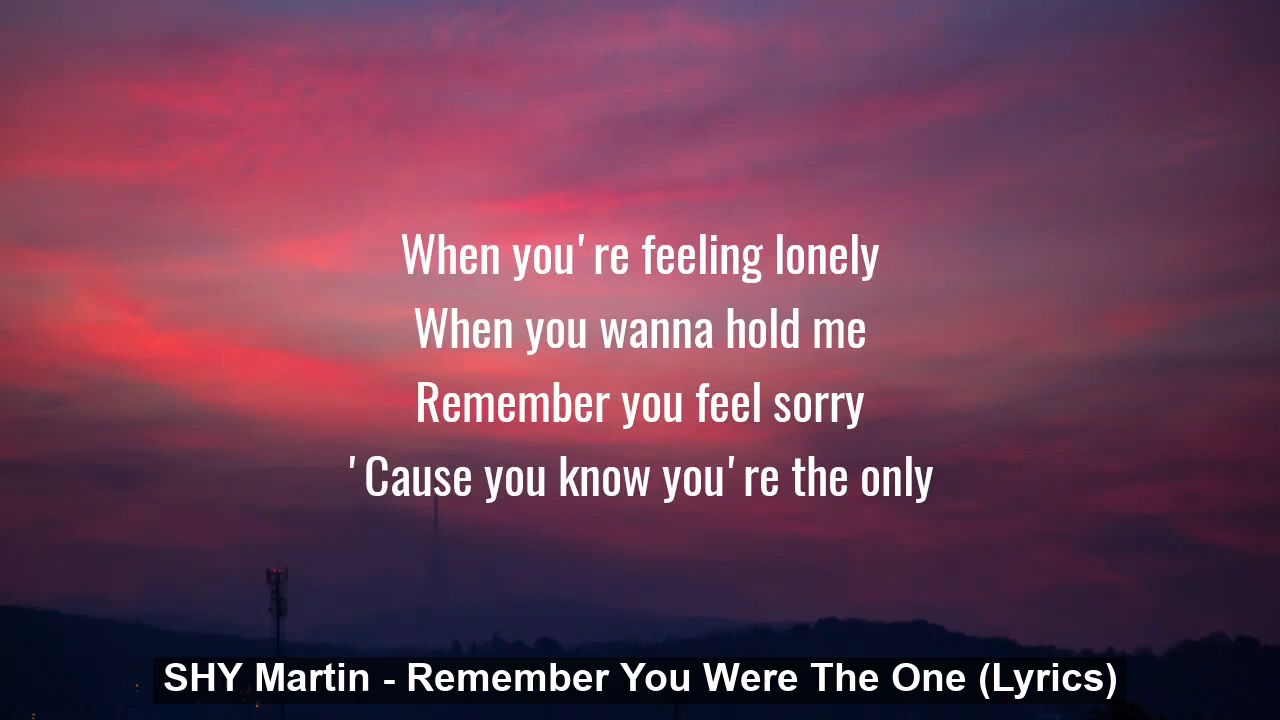 When you're feeling lonely
When you wanna hold me
Remember you feel sorry
'Cause you know you're the only
SHY Martin - Remember You Were The One (Lyrics)